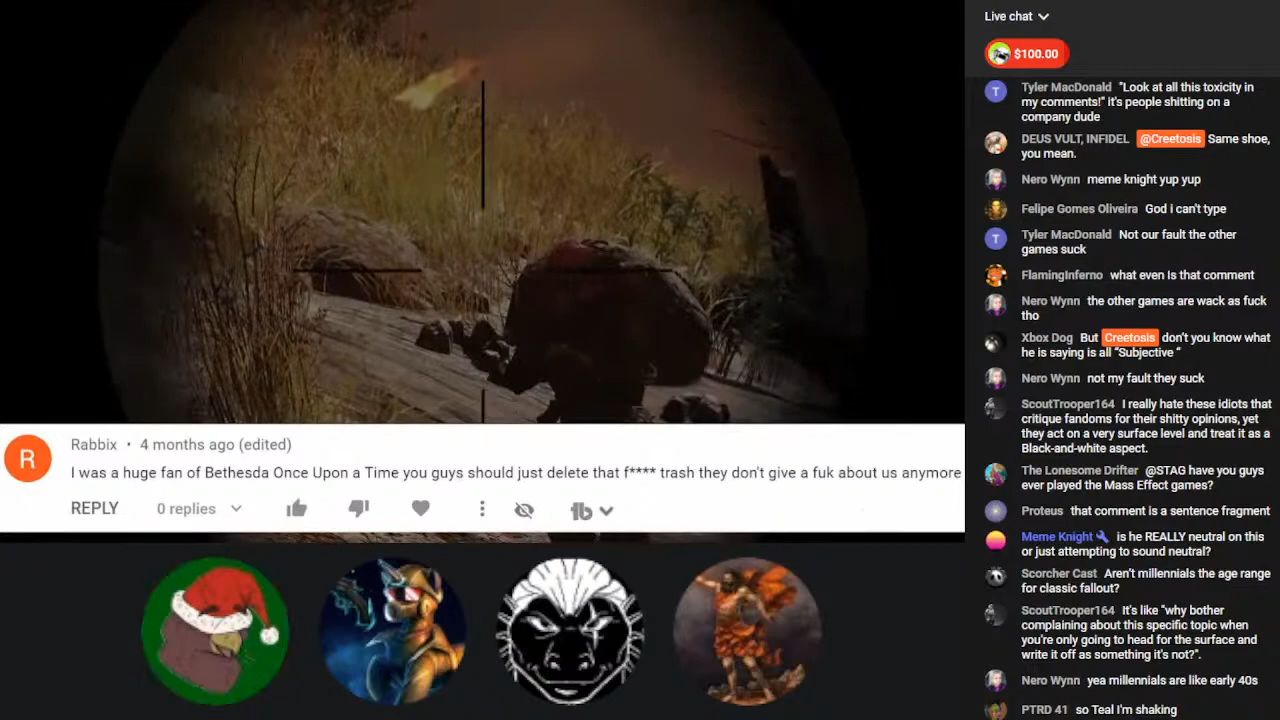 Live chat
$100.00
T
Tyler MacDonald "Look at all this toxicity in
my comments!" it's people shitting on a
company dude
DEUS VULT, INFIDEL @Creetosis Same shoe,
you mean.
Nero Wynn meme knight yup yup
Felipe Gomes Oliveira God i can't type
T
Tyler MacDonald Not our fault the other
games suck
FlamingInferno what even Is that comment
Nero Wynn the other games are wack as fuck
tho
Xbox Dog But Creetosis don't you know what
he is saying is all "Subjective "
Nero Wynn not my fault they suck
ScoutTrooper164 I really hate these idiots that
critique fandoms for their shitty opinions, yet
they act on a very surface level and treat it as a
Black-and-white aspect.
The Lonesome Drifter @STAG have you guys
ever played the Mass Effect games?
Proteus that comment is a sentence fragment
Meme Knight is he REALLY neutral on this
or just attempting to sound neutral?
Scorcher Cast Aren't millennials the age range
for classic fallout?
ScoutTrooper164 It's like "why bother
complaining about this specific topic when
you're only going to head for the surface and
write it off as something it's not?".
Nero Wynn yea millennials are like early 40s
PTRD 41 so Teal I'm shaking
R
Rabbix • 4 months ago (edited)
I was a huge fan of Bethesda Once Upon a Time you guys should just delete that f**** trash they don't give a fuk about us anymore
REPLY 0 replies